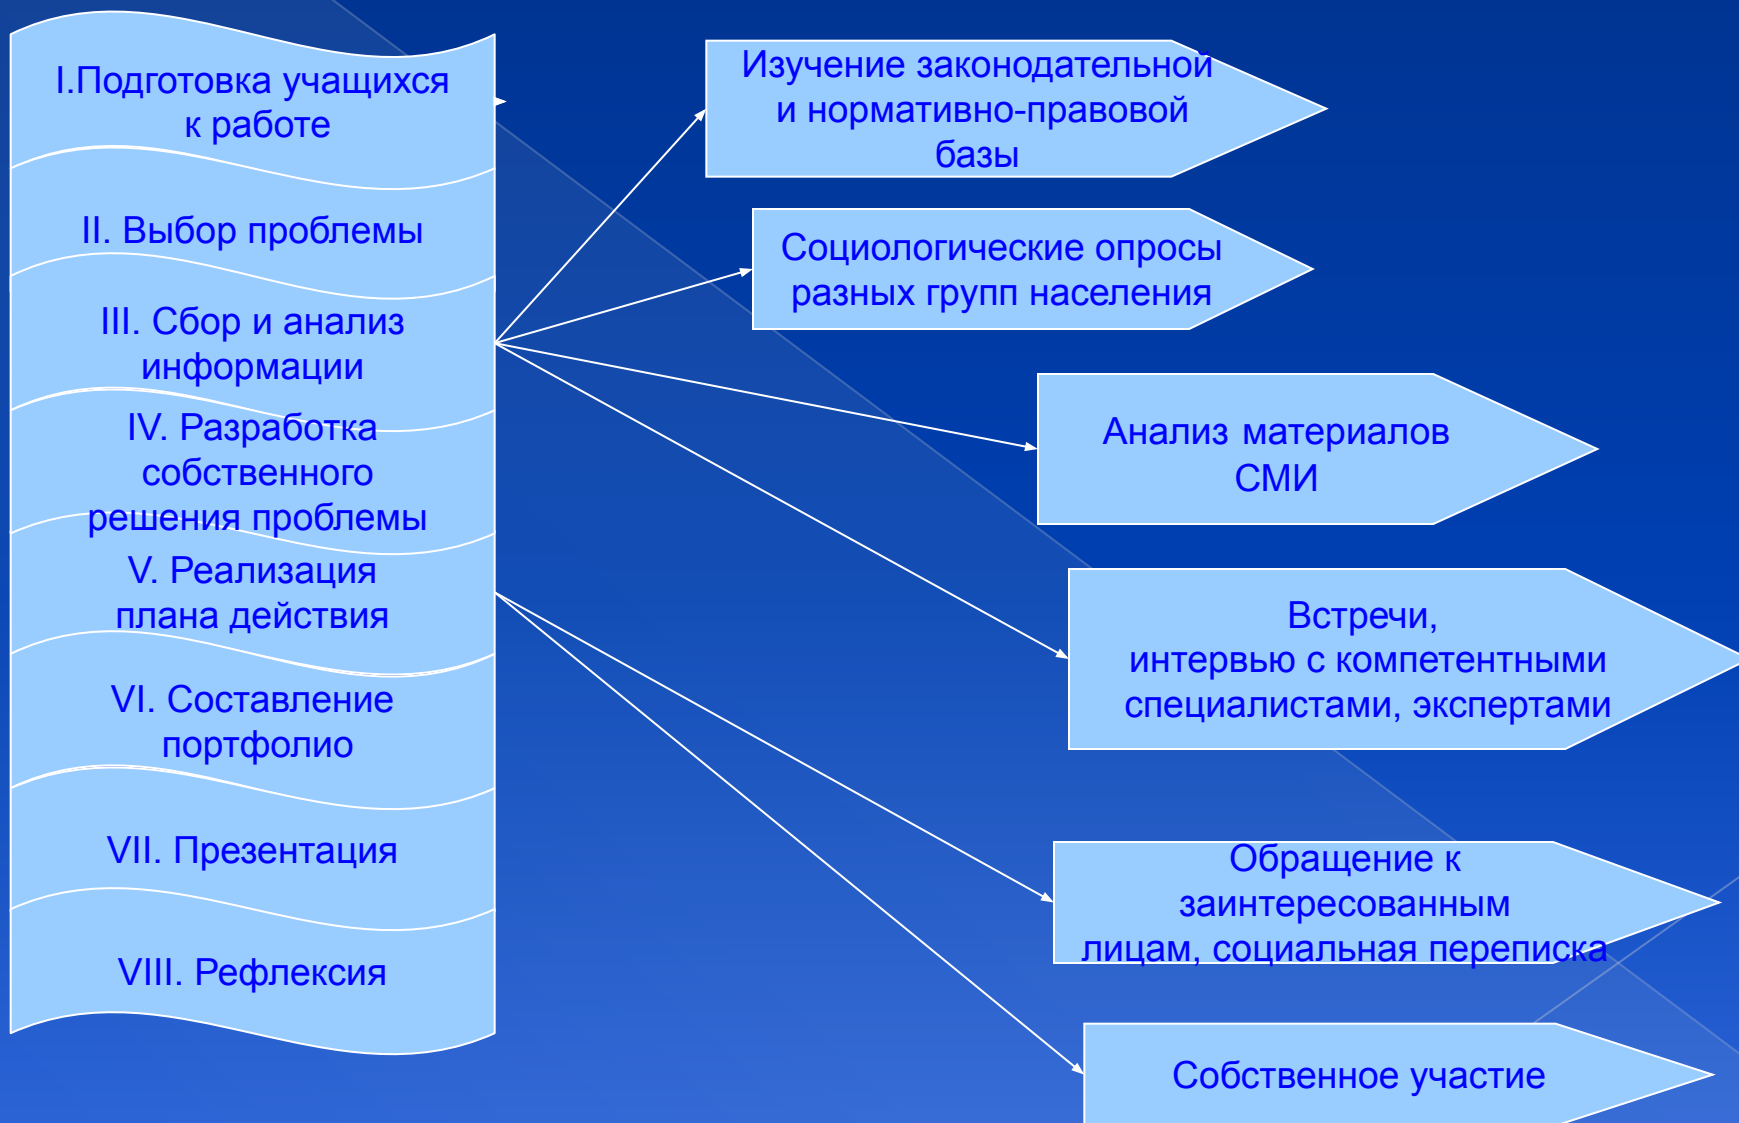 I.Подготовка учащихся
к работе
II. Выбор проблемы
III. Сбор и анализ
информации
IV. Разработка
собственного
решения проблемы
V. Реализация
плана действия
VI. Составление
портфолио
VII. Презентация
VIII. Рефлексия
Изучение законодательной
и нормативно-правовой
базы
Социологические опросы
разных групп населения
Анализ материалов
СМИ
Встречи,
интервью с компетентными
специалистами, экспертами
Обращение к
заинтересованным
лицам, социальная переписка
Собственное участие